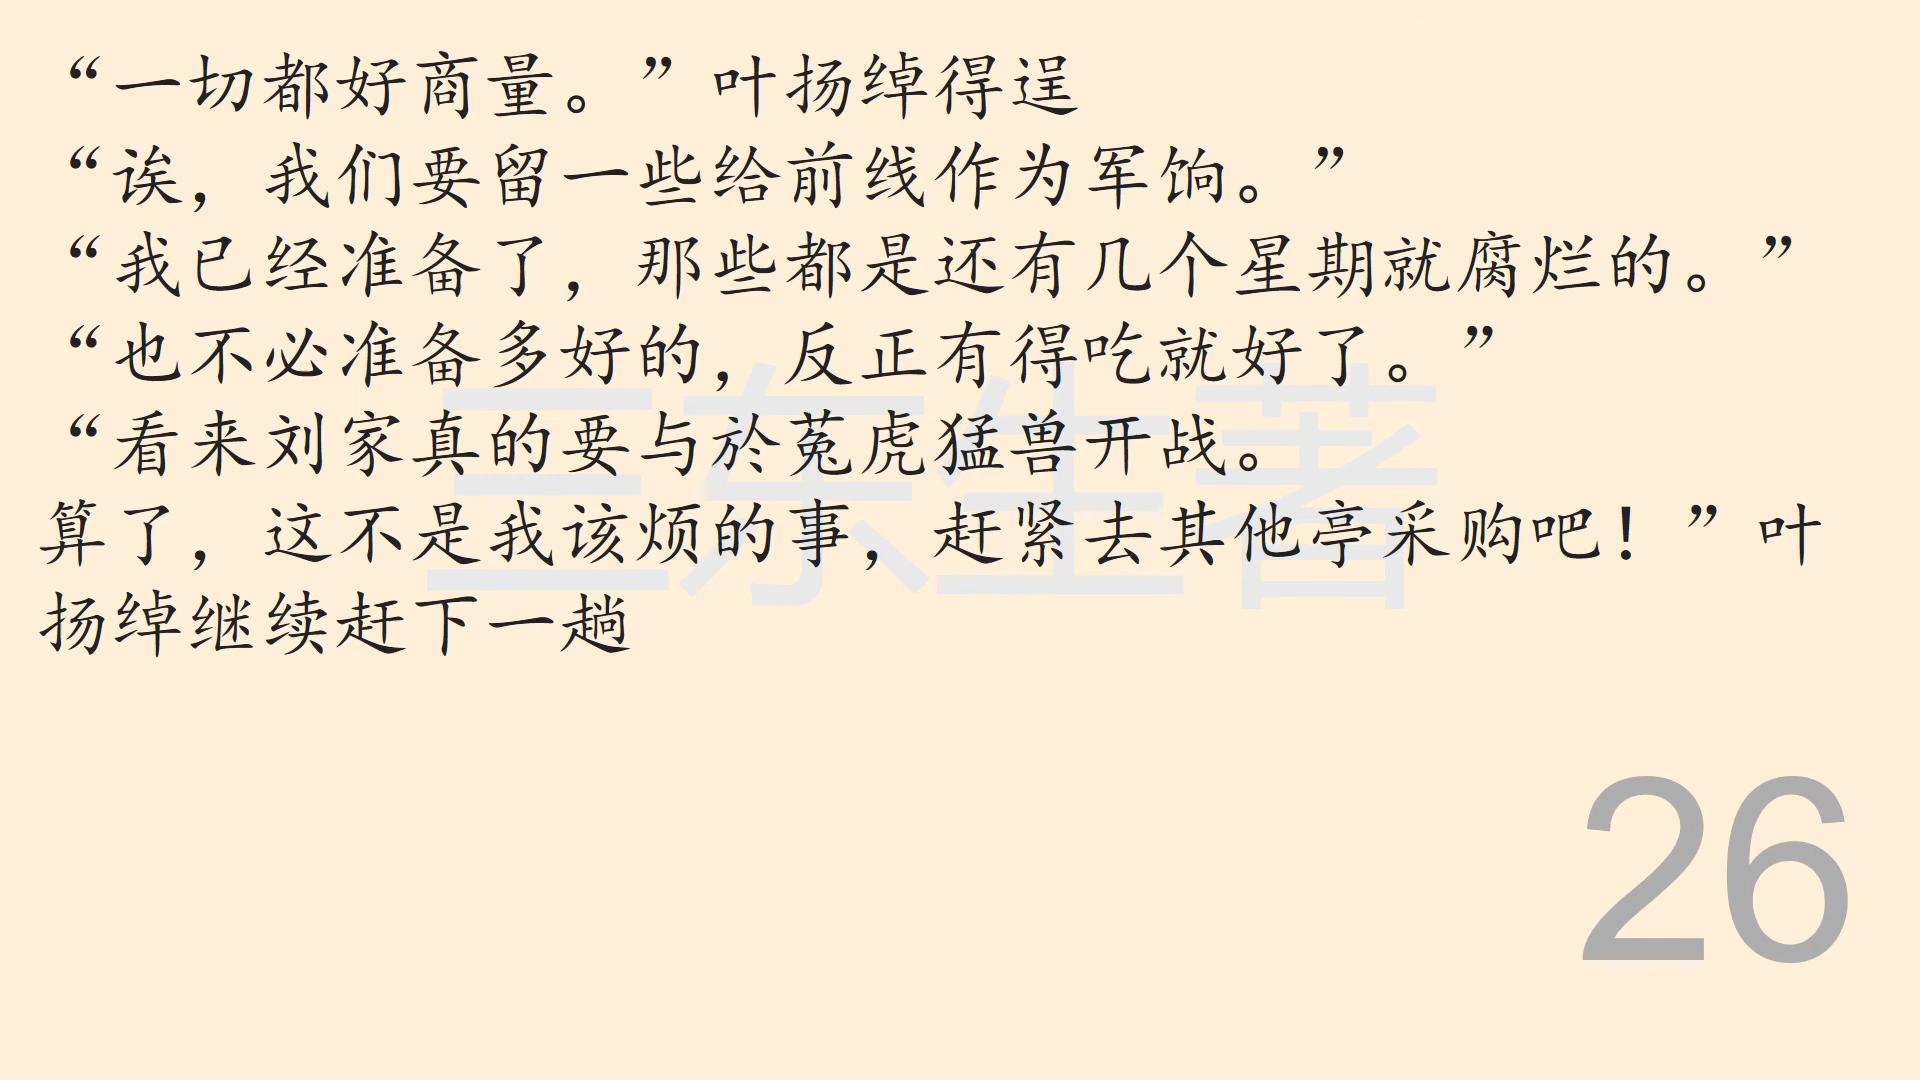 “一切都好商量。”叶扬绰得逞
“诶，我们要留一些给前线作为军饷。”
“我已经准备了，那些都是还有几个星期就腐烂的。”
“也不必准备多好的，反正有得吃就好了。”
“看来刘家真的要与於菟虎猛兽开战。
算了，这不是我该烦的事，赶紧去其他亭采购吧！”叶
扬绰继续赶下一趟
三东生著
26